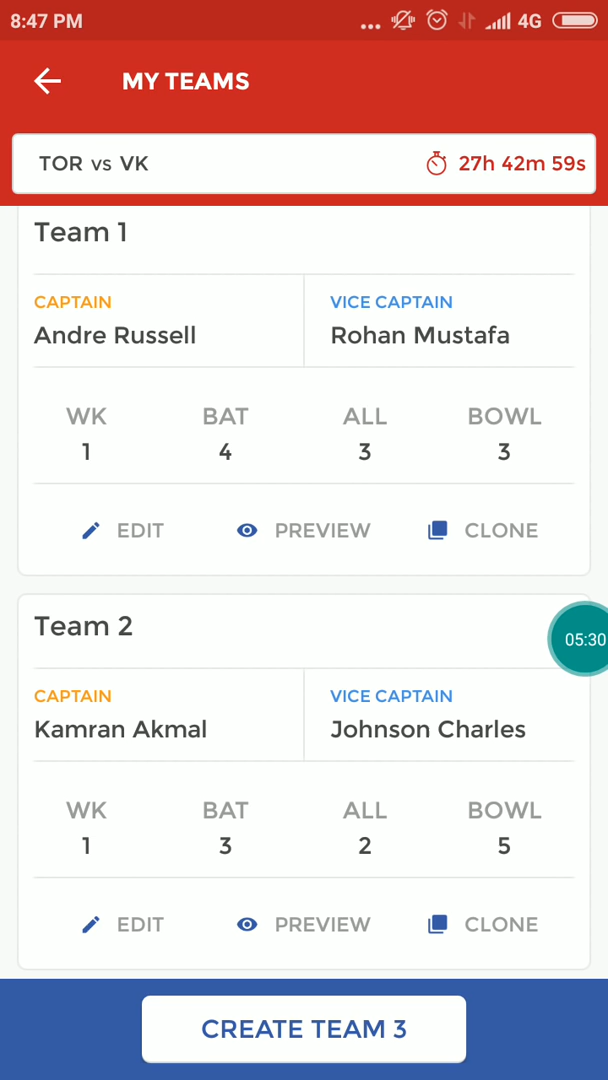 8:47 PM ... 4G
MY TEAMS
TOR vs VK 27h 42m 59s
Team 1
CAPTAIN VICE CAPTAIN
Andre Russell Rohan Mustafa
WK BAT ALL BOWL
1 4 3 3
EDIT PREVIEW CLONE
Team 2
05:30
CAPTAIN VICE CAPTAIN
Kamran Akmal Johnson Charles
WK BAT ALL BOWL
1 3 2 5
EDIT PREVIEW CLONE
CREATE TEAM 3